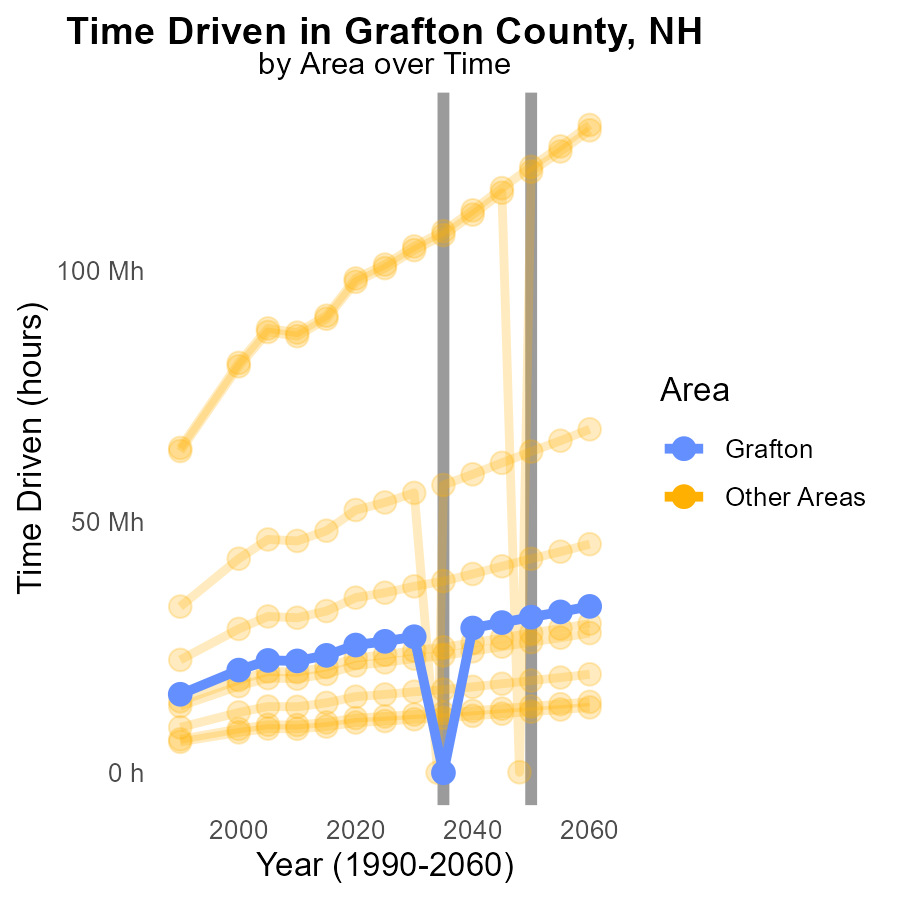 Time Driven in Grafton County, NH
by Area over Time
Time Driven (hours)
100 Mh
50 Mh
0 h
2000 2020 2040 2060
Year (1990-2060)
Area
Grafton
Other Areas